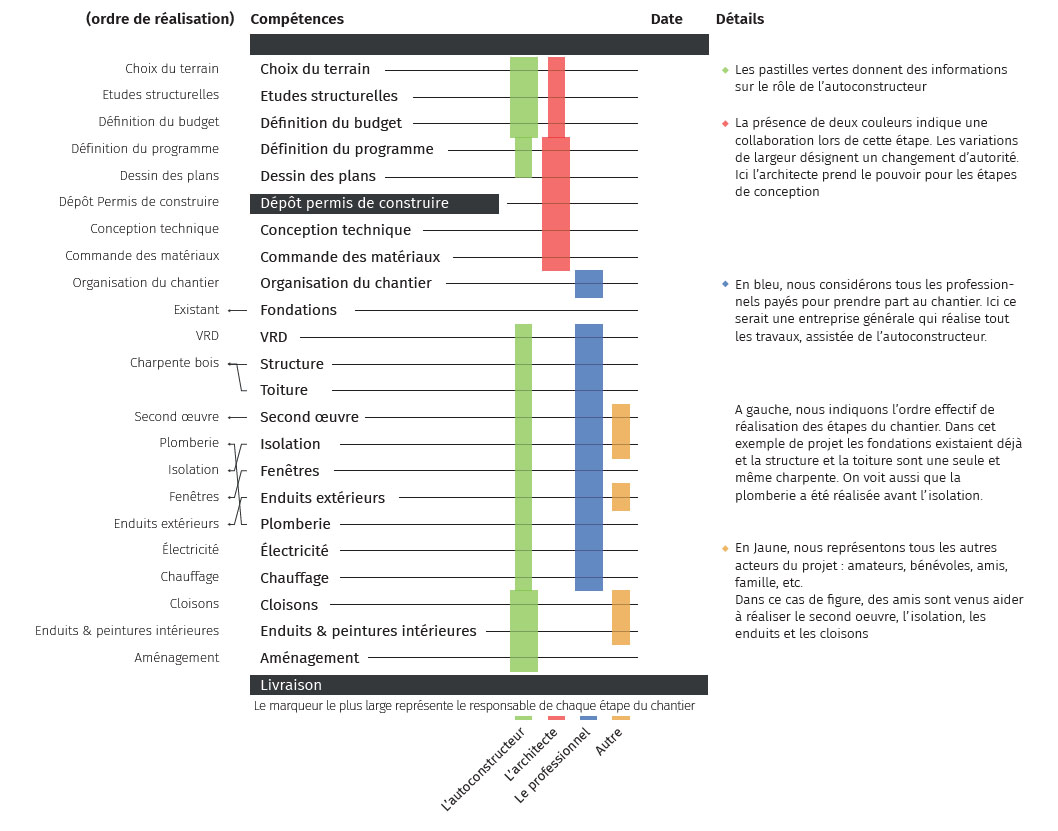 (ordre de réalisation) Compétences Date Détails
Choix du terrain
Etudes structurelles
Définition du budget
Définition du programme
Dessin des plans
Dépôt Permis de construire
Conception technique
Commande des matériaux
Organisation du chantier
Existant
VRD
Charpente bois
Second œuvre
Plomberie
Isolation
Fenêtres
Enduits extérieurs
Électricité
Chauffage
Cloisons
Enduits & peintures intérieures
Aménagement
Choix du terrain
Etudes structurelles
Définition du budget
Définition du programme
Dessin des plans
Dépôt permis de construire
Conception technique
Commande des matériaux
Organisation du chantier
Fondations
VRD
Structure
Toiture
Second œuvre
Isolation
Fenêtres
Enduits extérieurs
Plomberie
Électricité
Chauffage
Cloisons
Enduits & peintures intérieures
Aménagement
Livraison
Le marqueur le plus large représente le responsable de chaque étape du chantier
L'autoconstructeur
L'architecte
Le professionnel
Autre
Les pastilles vertes donnent des informations
sur le rôle de l'autoconstructeur
La présence de deux couleurs indique une
collaboration lors de cette étape. Les variations
de largeur désignent un changement d'autorité.
Ici l'architecte prend le pouvoir pour les étapes
de conception
En bleu, nous considérons tous les profession-
nels payés pour prendre part au chantier. Ici ce
serait une entreprise générale qui réalise tout
les travaux, assistée de l'autoconstructeur.
A gauche, nous indiquons l'ordre effectif de
réalisation des étapes du chantier. Dans cet
exemple de projet les fondations existaient déjà
et la structure et la toiture sont une seule et
même charpente. On voit aussi que la
plomberie a été réalisée avant l'isolation.
En Jaune, nous représentons tous les autres
acteurs du projet : amateurs, bénévoles, amis,
famille, etc.
Dans ce cas de figure, des amis sont venus aider
à réaliser le second oeuvre, l'isolation, les
enduits et les cloisons